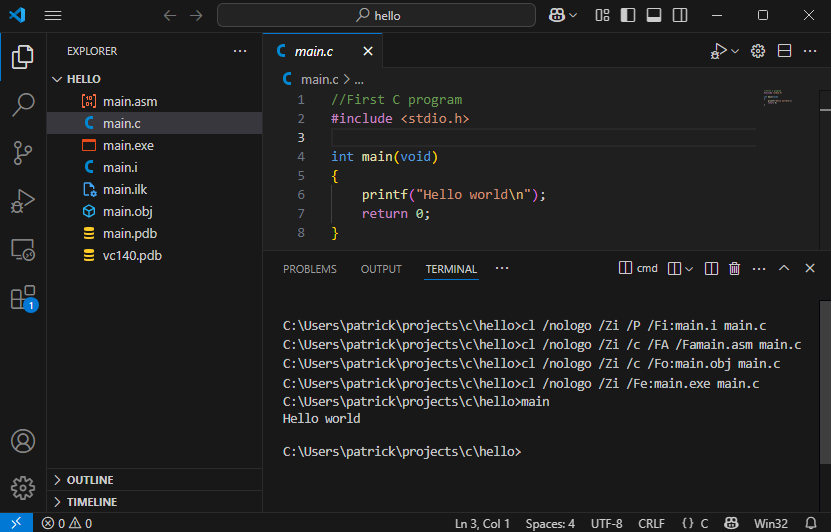 hello
EXPLORER
HELLO
main.asm
main.c
main.exe
main.i
main.ilk
main.obj
main.pdb
vc140.pdb
OUTLINE
TIMELINE
1
main.c
main.c > ...
1 //First C program
2 #include <stdio.h>
3
4 int main(void)
5 {
6 printf("Hello world\n");
7 return 0;
8 }
PROBLEMS OUTPUT TERMINAL ... cmd
C:\Users\patrick\projects\c\hello>cl /nologo /Zi /P /Fi:main.i main.c
C:\Users\patrick\projects\c\hello>cl /nologo /Zi /c /FA /Famain.asm main.c
C:\Users\patrick\projects\c\hello>cl /nologo /Zi /c /Fo:main.obj main.c
C:\Users\patrick\projects\c\hello>cl /nologo /Zi /Fe:main.exe main.c
C:\Users\patrick\projects\c\hello>main
Hello world
C:\Users\patrick\projects\c\hello>
0 0 Ln 3, Col 1 Spaces: 4 UTF-8 CRLF {} C Win32